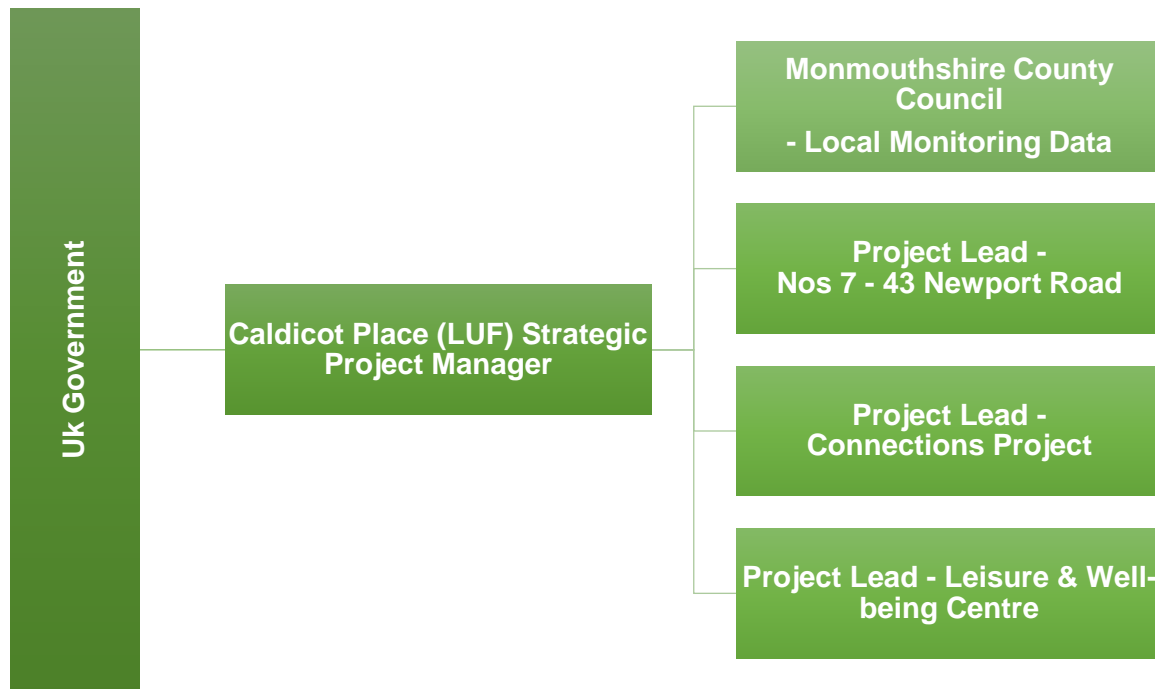 Uk Government
Caldicot Place (LUF) Strategic
Project Manager
Monmouthshire County
Council
- Local Monitoring Data
Project Lead -
Nos 7 - 43 Newport Road
Project Lead -
Connections Project
Project Lead - Leisure & Well-
being Centre